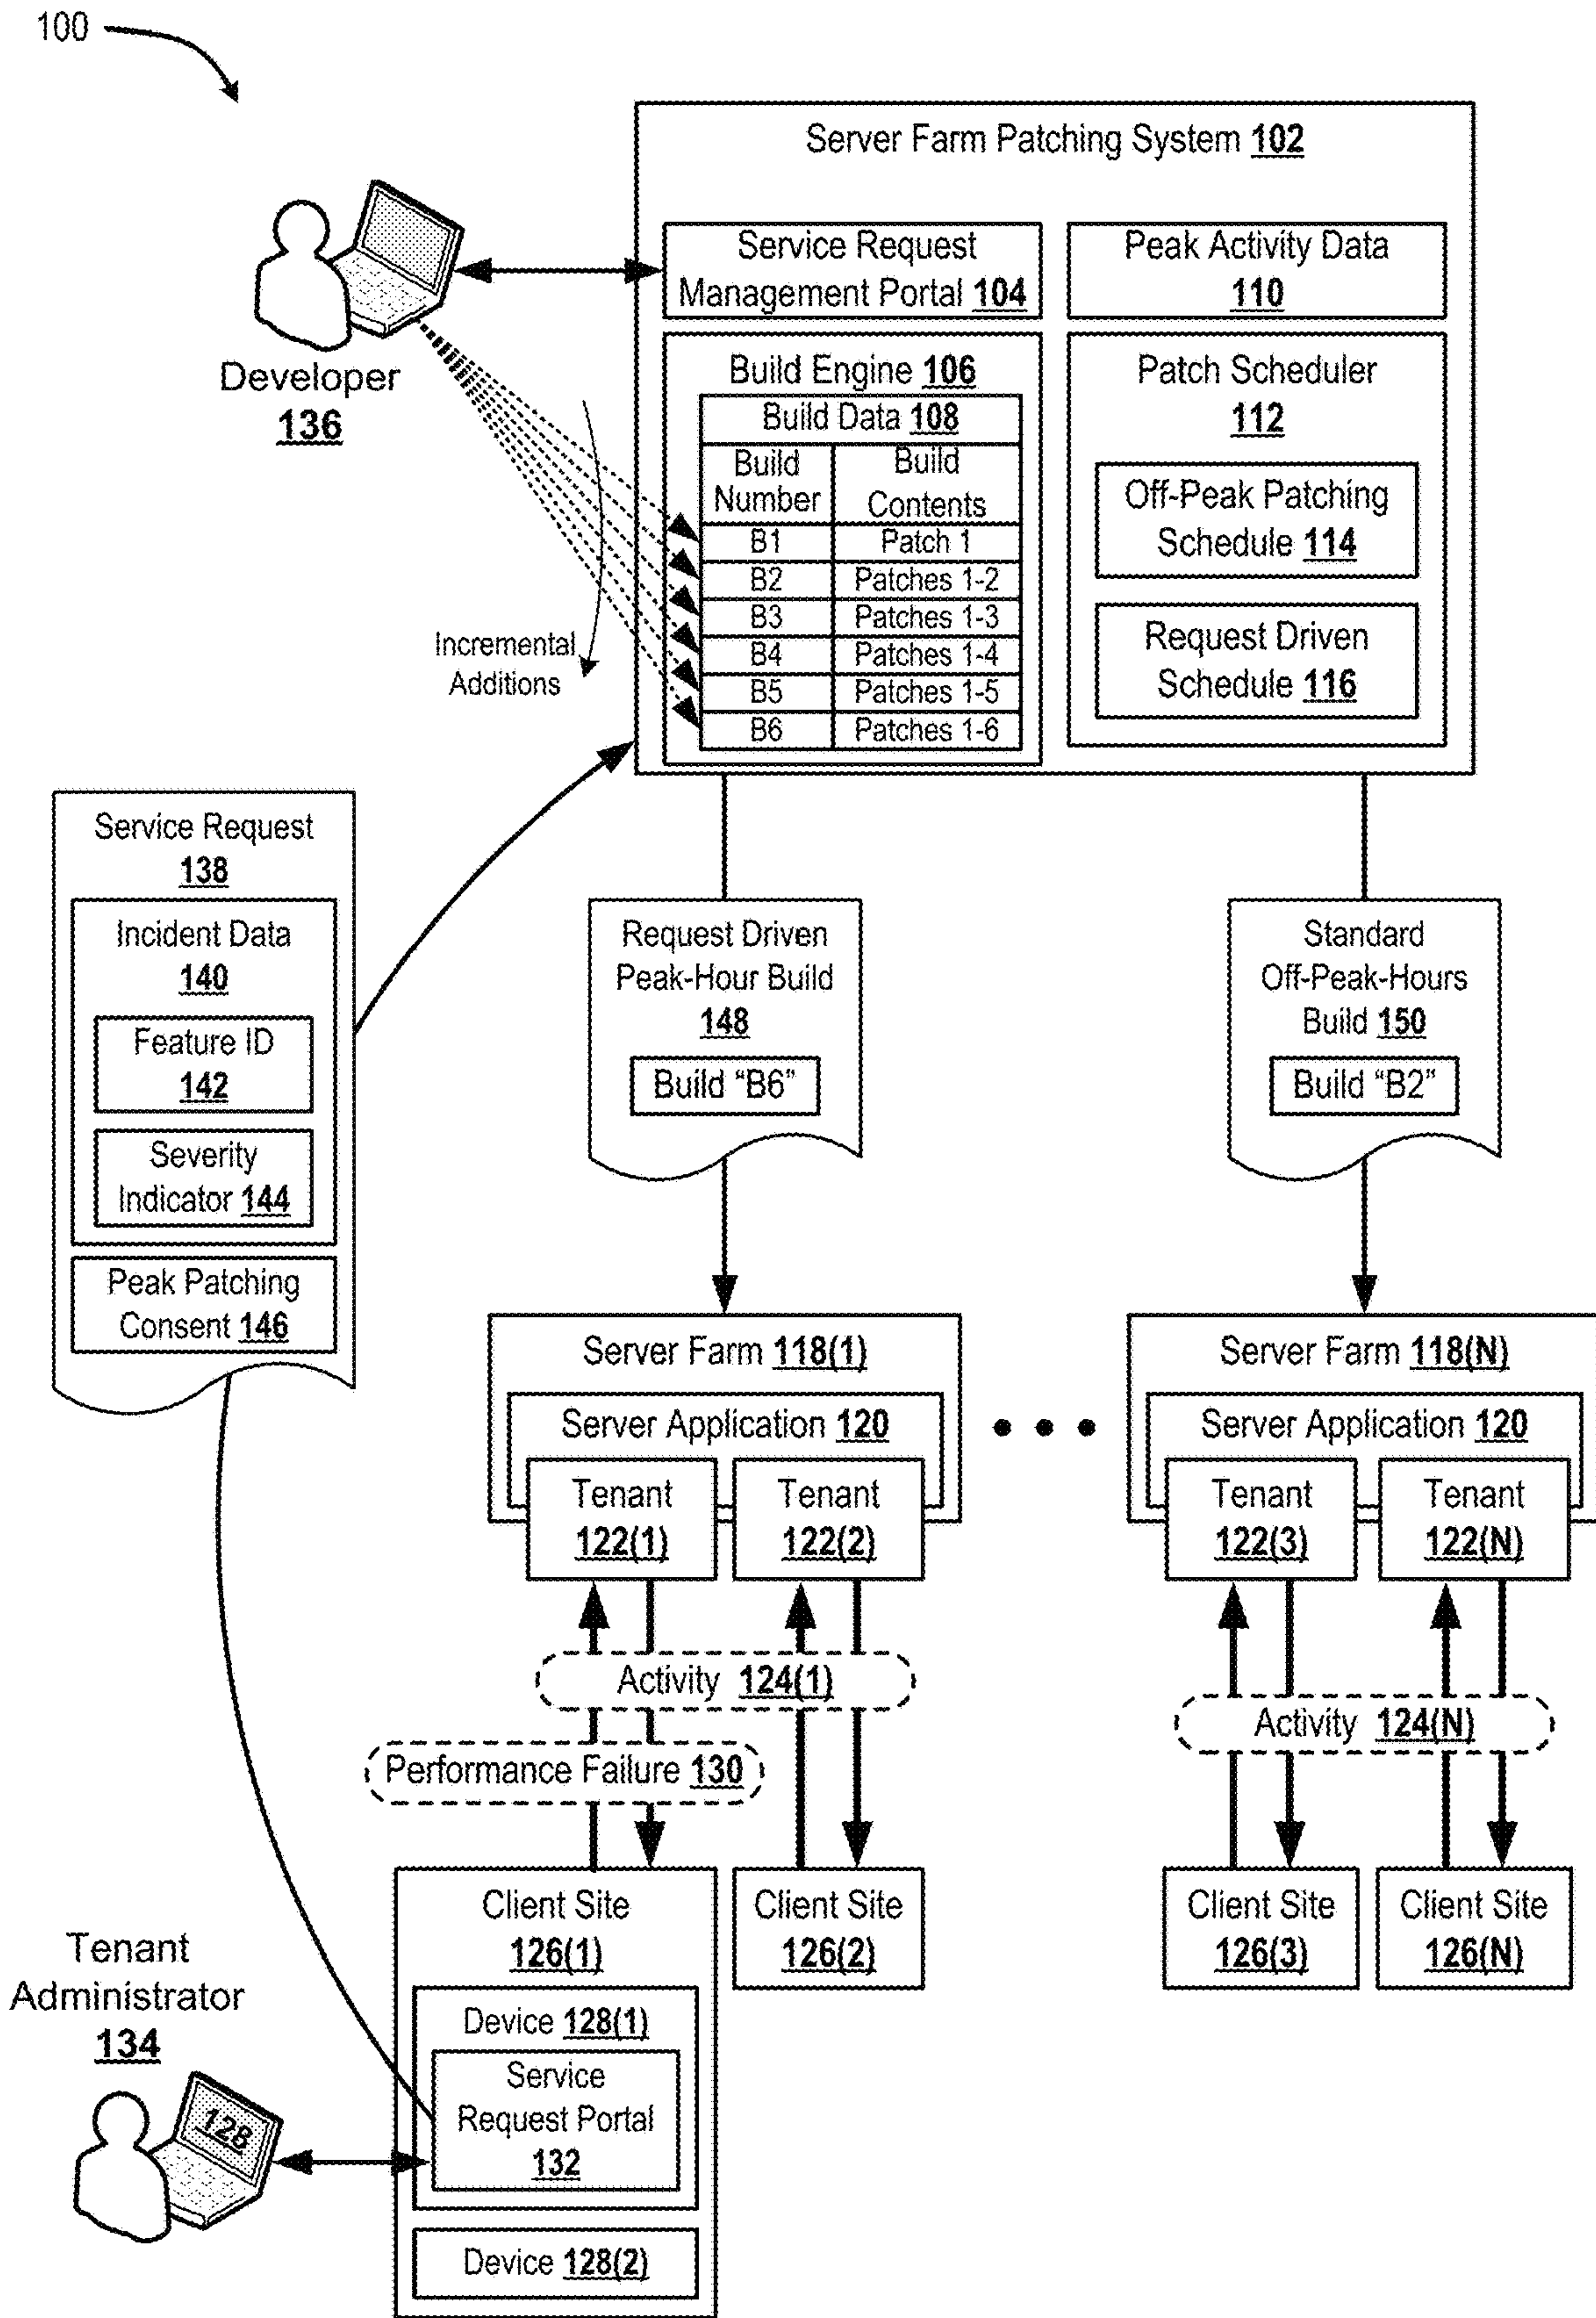 100
Server Farm Patching System 102
Service Request
Management Portal 104
Peak Activity Data
110
Developer
136
Build Engine 106
Build Data 108
Build Number Build Contents
B1 Patch 1
B2 Patches 1-2
B3 Patches 1-3
B4 Patches 1-4
B5 Patches 1-5
B6 Patches 1-6
Patch Scheduler
112
Off-Peak Patching
Schedule 114
Request Driven
Schedule 116
Incremental
Additions
Service Request
138
Incident Data
140
Feature ID
142
Severity
Indicator 144
Peak Patching
Consent 146
Request Driven
Peak-Hour Build
148
Build “B6”
Standard
Off-Peak-Hours
Build 150
Build “B2”
Server Farm 118(1)
Server Application 120
Tenant
122(1)
Tenant
122(2)
Server Farm 118(N)
Server Application 120
Tenant
122(3)
Tenant
122(N)
Activity 124(1)
Performance Failure 130
Activity 124(N)
Client Site
126(1)
Client Site
126(2)
Client Site
126(3)
Client Site
126(N)
Tenant
Administrator
134
128
Device 128(1)
Service
Request Portal
132
Device 128(2)